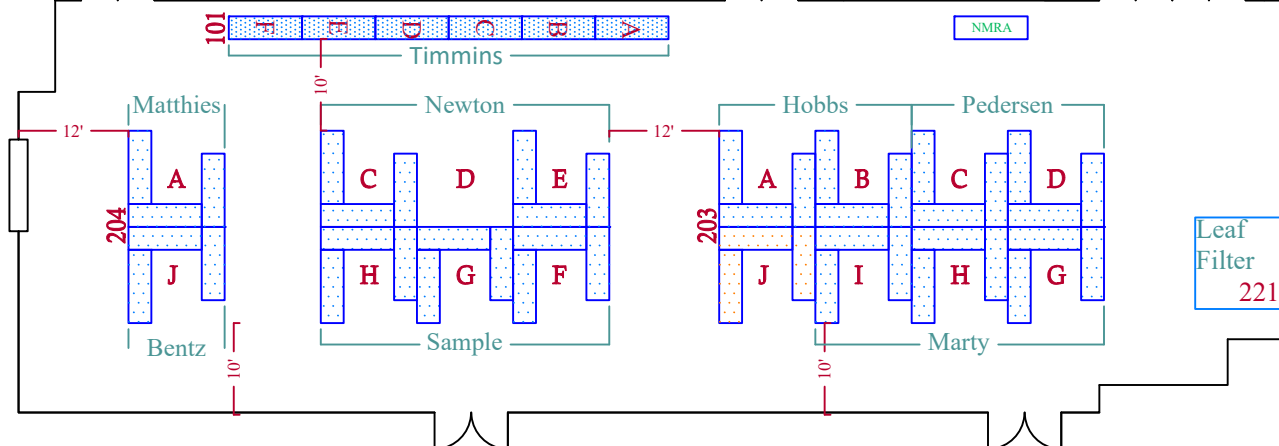 101
F E D C B A
NMRA
Timmins
10'
Matthies
Newton
Hobbs
Pedersen
12'
12'
A
C
D
E
A
B
C
D
204
203
Leaf
Filter
221
J
H
G
F
J
I
H
G
Bentz
Sample
Marty
10'
10'